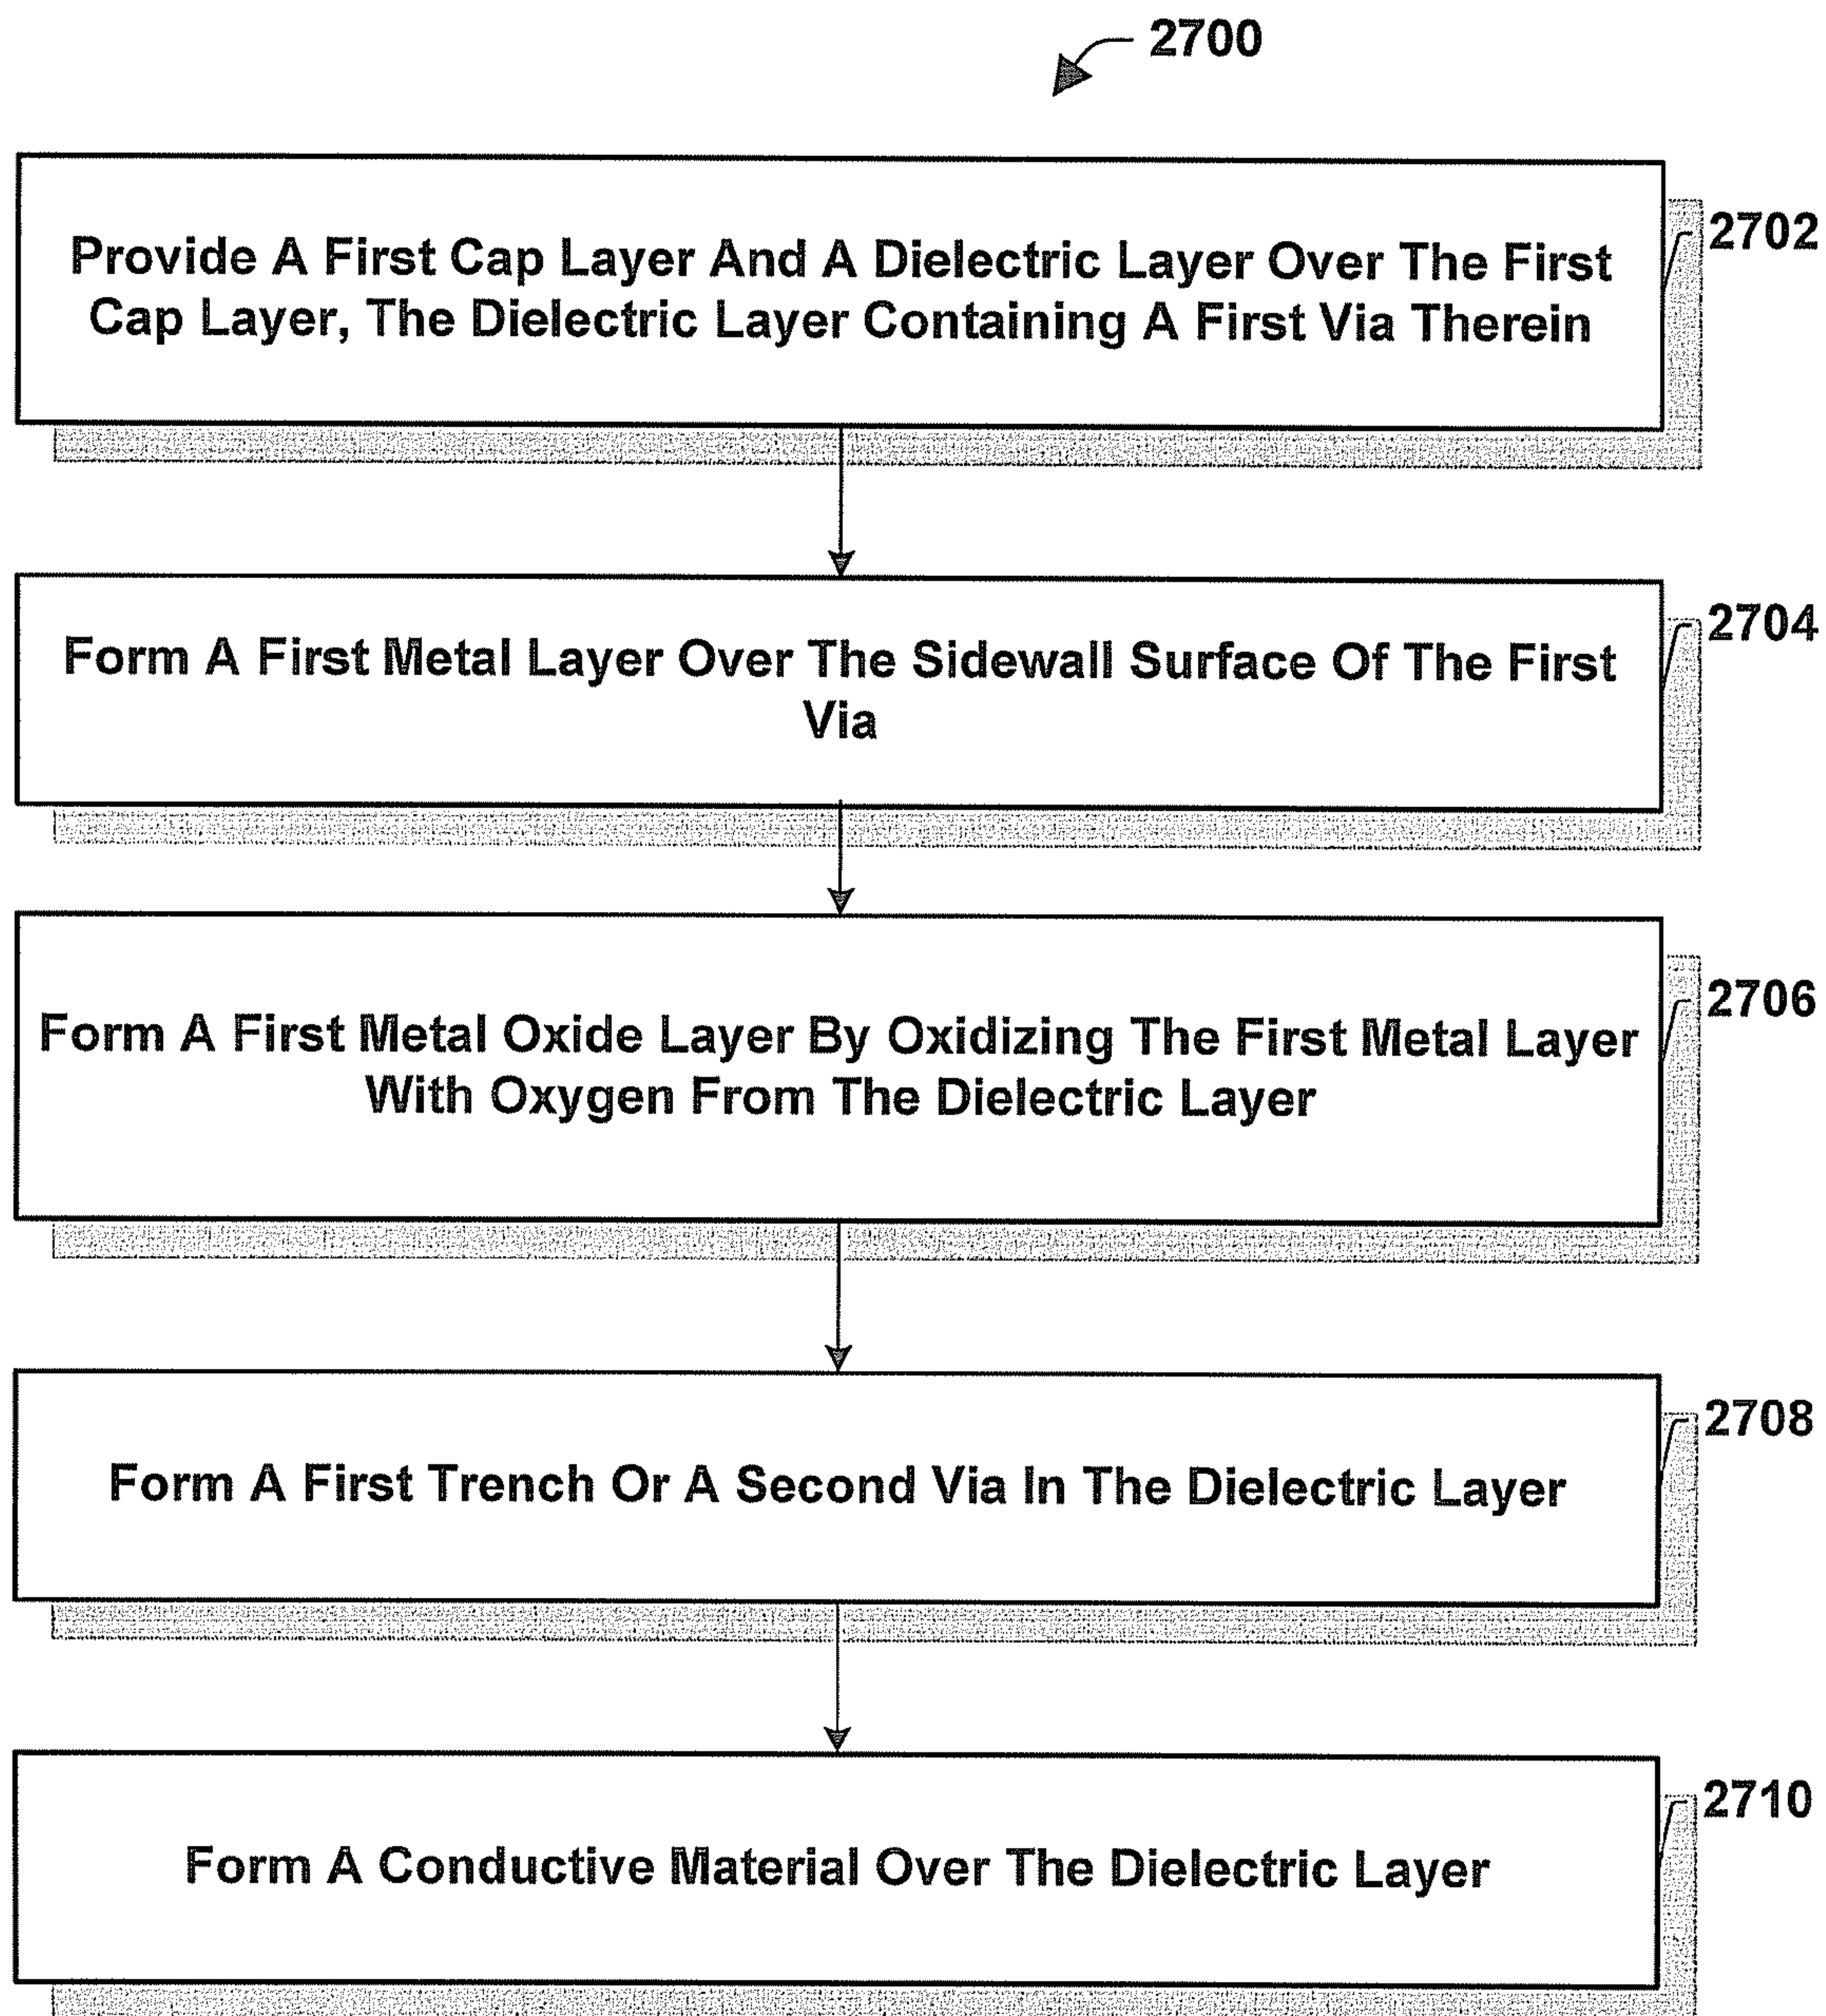 2700
Provide A First Cap Layer And A Dielectric Layer Over The First
Cap Layer, The Dielectric Layer Containing A First Via Therein
2702
Form A First Metal Layer Over The Sidewall Surface Of The First
Via
2704
Form A First Metal Oxide Layer By Oxidizing The First Metal Layer
With Oxygen From The Dielectric Layer
2706
Form A First Trench Or A Second Via In The Dielectric Layer
2708
Form A Conductive Material Over The Dielectric Layer
2710